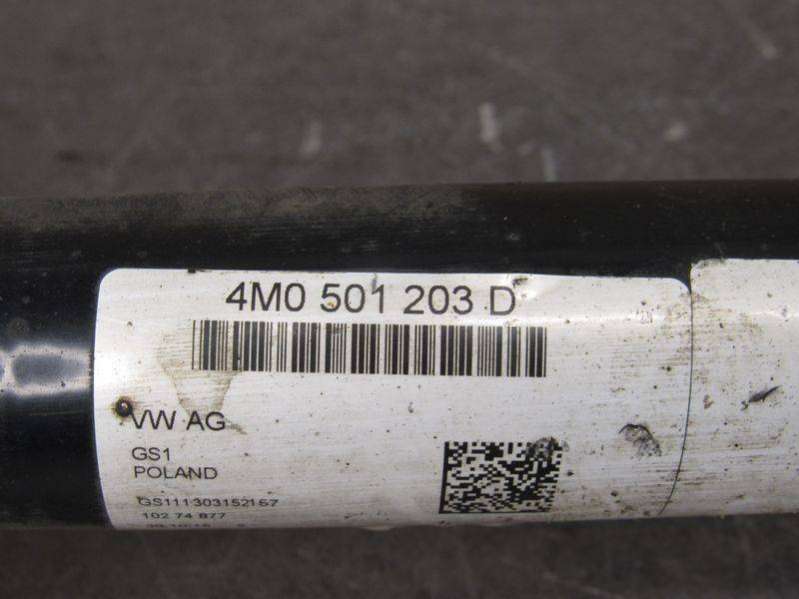 4M0 501 203 D
VW AG
GS1
POLAND
GS111303152157
102 74 877